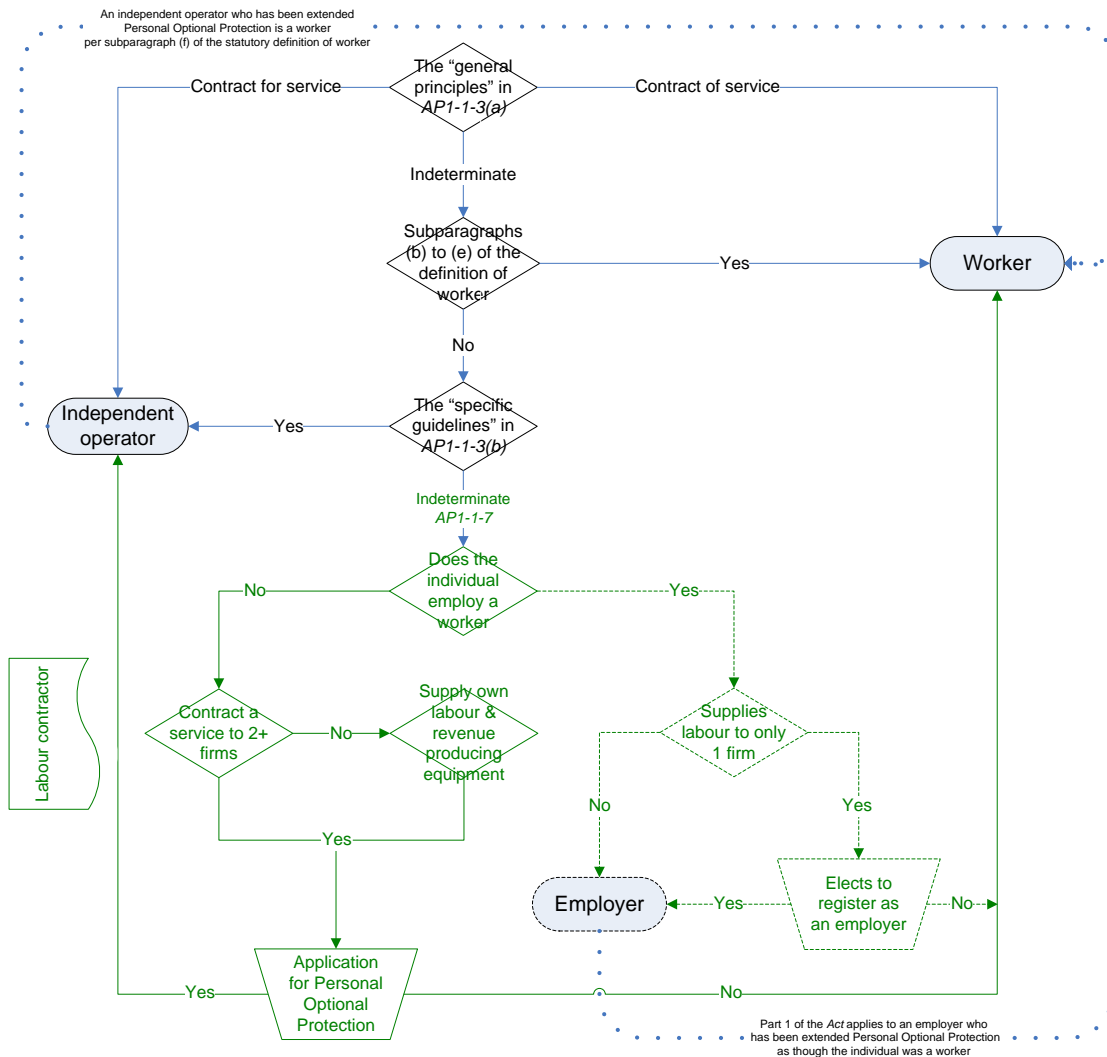 An independent operator who has been extended
Personal Optional Protection is a worker
per subparagraph (f) of the statutory definition of worker
The “general
principles” in
AP1-1-3(a)
Contract for service
Contract of service
Indeterminate
Subparagraphs
(b) to (e) of the
definition of
worker
Yes
Worker
No
Independent
operator
Yes
The “specific
guidelines” in
AP1-1-3(b)
Indeterminate
AP1-1-7
Does the
individual
employ a
worker
No
Yes
Labour contractor
Contract a
service to 2+
firms
No
Supply own
labour &
revenue
producing
equipment
Supplies
labour to only
1 firm
No
Yes
Yes
Employer
Yes
Elects to
register as
an employer
No
Application
for Personal
Optional
Protection
Yes
No
Part 1 of the Act applies to an employer who
has been extended Personal Optional Protection
as though the individual was a worker